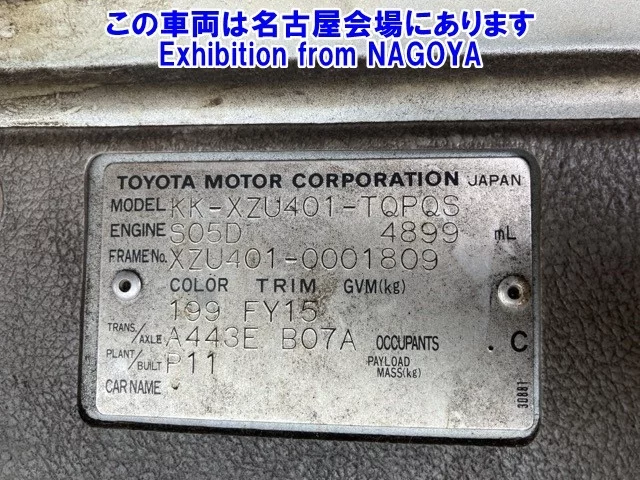 この車両は名古屋会場にあります
Exhibition from NAGOYA
TOYOTA MOTOR CORPORATION JAPAN
MODEL KK-XZU401-TQPQS
ENGINE S05D 4899 mL
FRAME No. XZU401-0001809
COLOR TRIM GVM(kg)
199 FY15
TRANS/AXLE A443E B07A OCCUPANTS . C
PLANT/BUILT P11 PAYLOAD MASS(kg)
CAR NAME -
30881